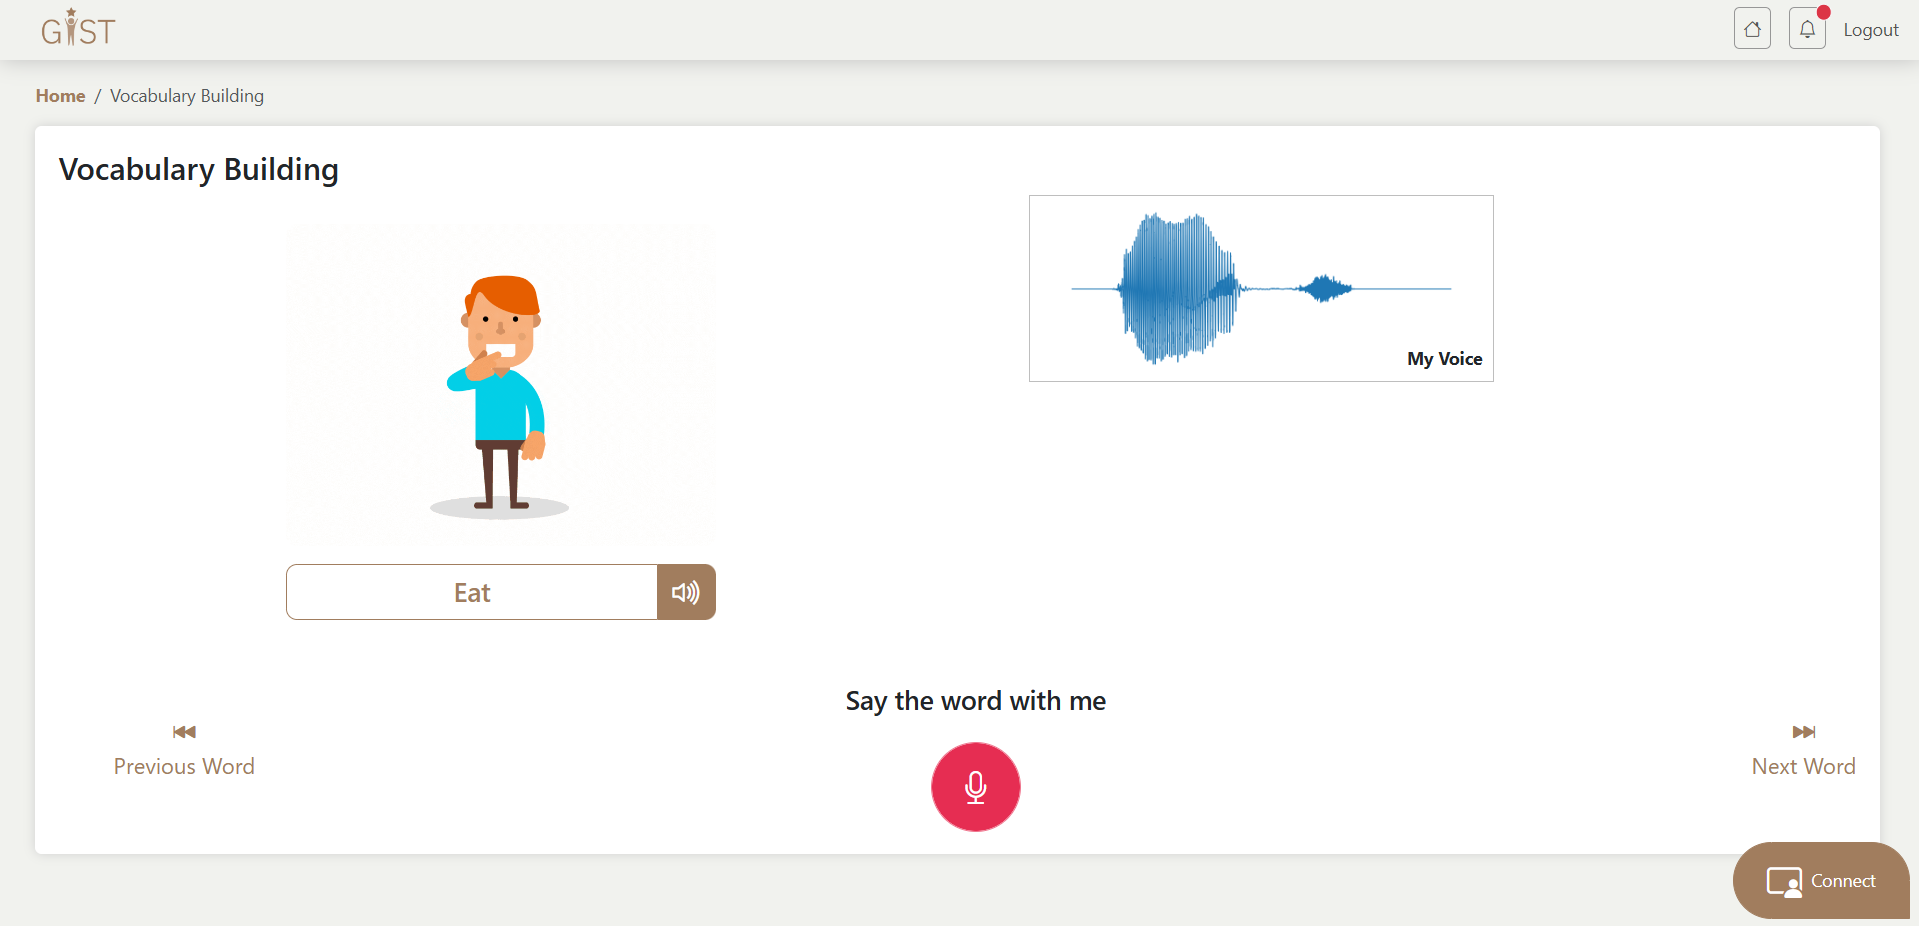 GIST
Logout
Home / Vocabulary Building
Vocabulary Building
My Voice
Eat
Say the word with me
Previous Word
Next Word
Connect